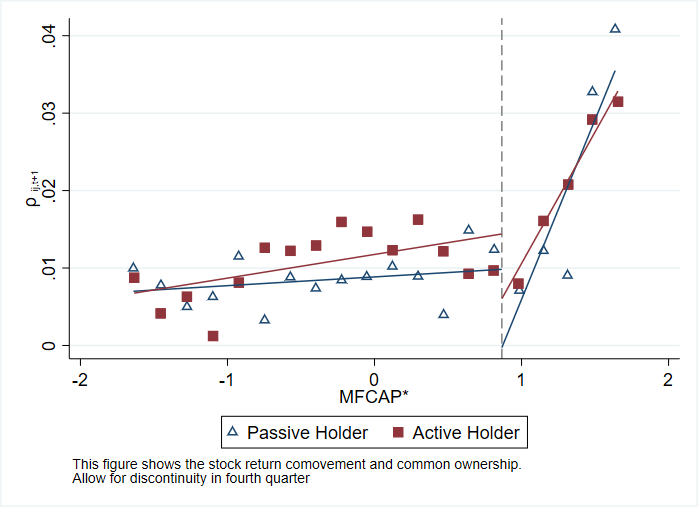 .04
.03
.02
.01
0
ρ ij,t+1
-2 -1 0 1 2
MFCAP*
Passive Holder Active Holder
This figure shows the stock return comovement and common ownership.
Allow for discontinuity in fourth quarter